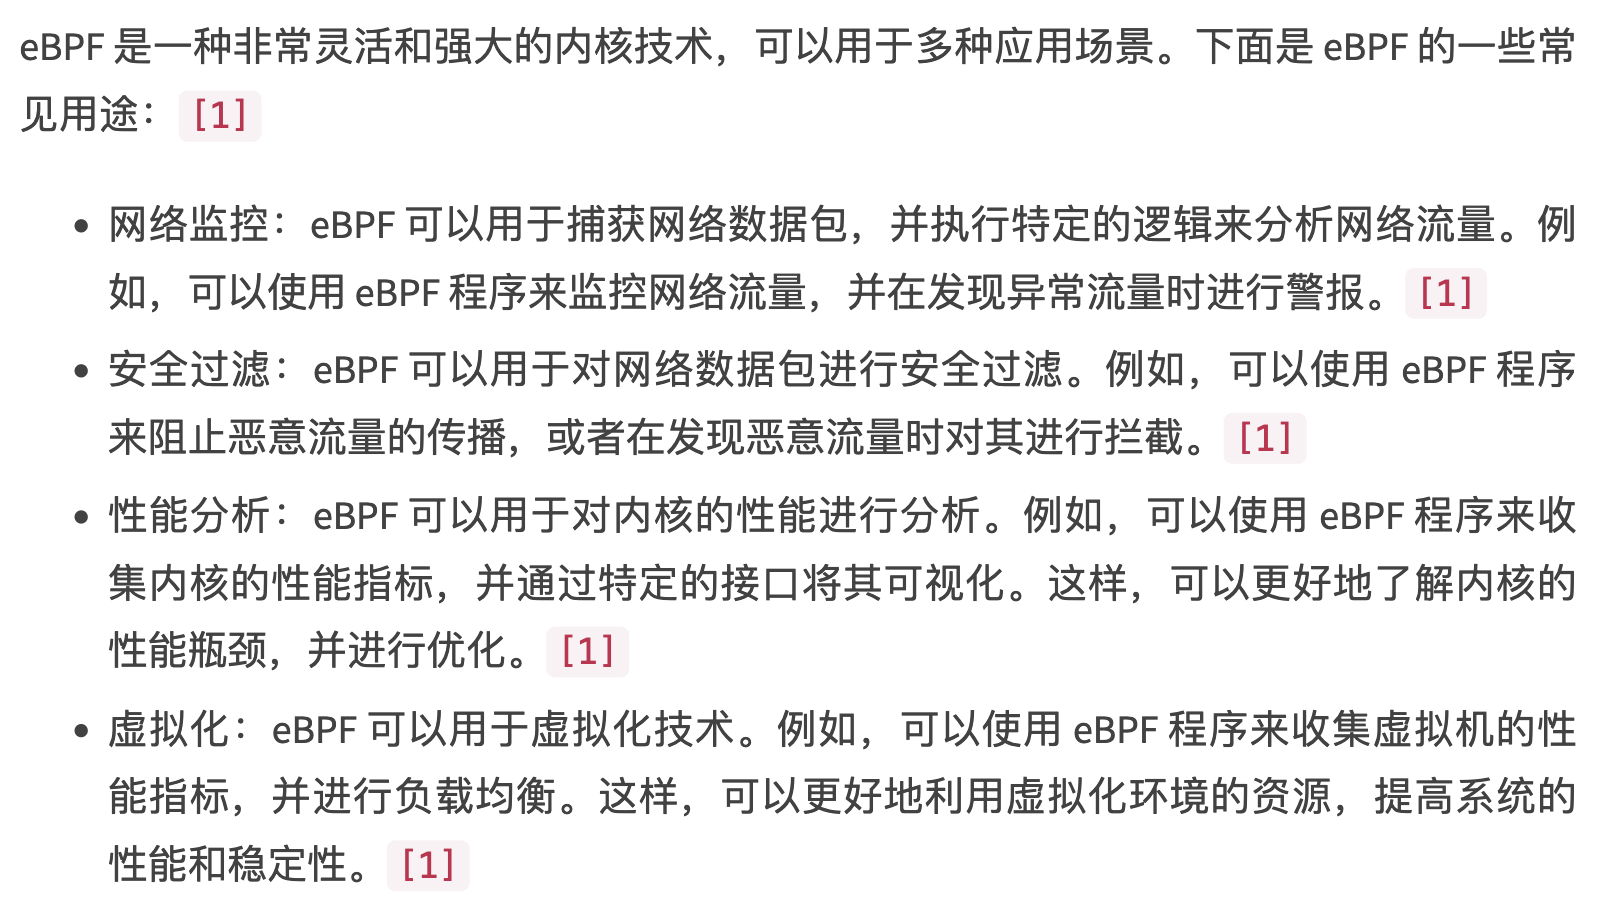 eBPF 是一种非常灵活和强大的内核技术，可以用于多种应用场景。下面是 eBPF 的一些常
见用途： [1]
• 网络监控： eBPF 可以用于捕获网络数据包，并执行特定的逻辑来分析网络流量。例
如，可以使用 eBPF 程序来监控网络流量，并在发现异常流量时进行警报。 [1]
• 安全过滤： eBPF 可以用于对网络数据包进行安全过滤。例如，可以使用 eBPF 程序
来阻止恶意流量的传播，或者在发现恶意流量时对其进行拦截。 [1]
• 性能分析： eBPF 可以用于对内核的性能进行分析。例如，可以使用 eBPF 程序来收
集内核的性能指标，并通过特定的接口将其可视化。这样，可以更好地了解内核的
性能瓶颈，并进行优化。 [1]
• 虚拟化： eBPF 可以用于虚拟化技术。例如，可以使用 eBPF 程序来收集虚拟机的性
能指标，并进行负载均衡。这样，可以更好地利用虚拟化环境的资源，提高系统的
性能和稳定性。 [1]